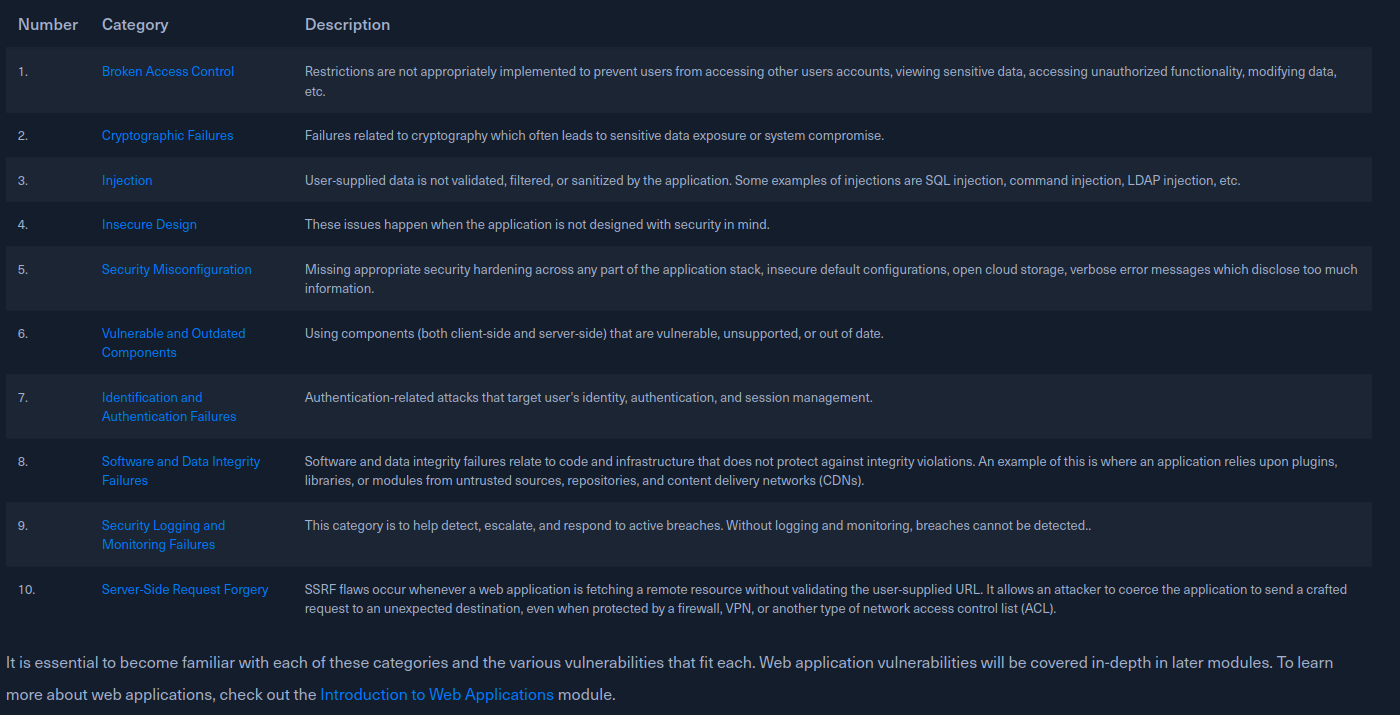 Number Category Description
1. Broken Access Control Restrictions are not appropriately implemented to prevent users from accessing other users accounts, viewing sensitive data, accessing unauthorized functionality, modifying data,
etc.
2. Cryptographic Failures Failures related to cryptography which often leads to sensitive data exposure or system compromise.
3. Injection User-supplied data is not validated, filtered, or sanitized by the application. Some examples of injections are SQL injection, command injection, LDAP injection, etc.
4. Insecure Design These issues happen when the application is not designed with security in mind.
5. Security Misconfiguration Missing appropriate security hardening across any part of the application stack, insecure default configurations, open cloud storage, verbose error messages which disclose too much
information.
6. Vulnerable and Outdated Using components (both client-side and server-side) that are vulnerable, unsupported, or out of date.
Components
7. Identification and Authentication-related attacks that target user's identity, authentication, and session management.
Authentication Failures
8. Software and Data Integrity Software and data integrity failures relate to code and infrastructure that does not protect against integrity violations. An example of this is where an application relies upon plugins,
Failures libraries, or modules from untrusted sources, repositories, and content delivery networks (CDNs).
9. Security Logging and This category is to help detect, escalate, and respond to active breaches. Without logging and monitoring, breaches cannot be detected..
Monitoring Failures
10. Server-Side Request Forgery SSRF flaws occur whenever a web application is fetching a remote resource without validating the user-supplied URL. It allows an attacker to coerce the application to send a crafted
request to an unexpected destination, even when protected by a firewall, VPN, or another type of network access control list (ACL).
It is essential to become familiar with each of these categories and the various vulnerabilities that fit each. Web application vulnerabilities will be covered in-depth in later modules. To learn
more about web applications, check out the Introduction to Web Applications module.